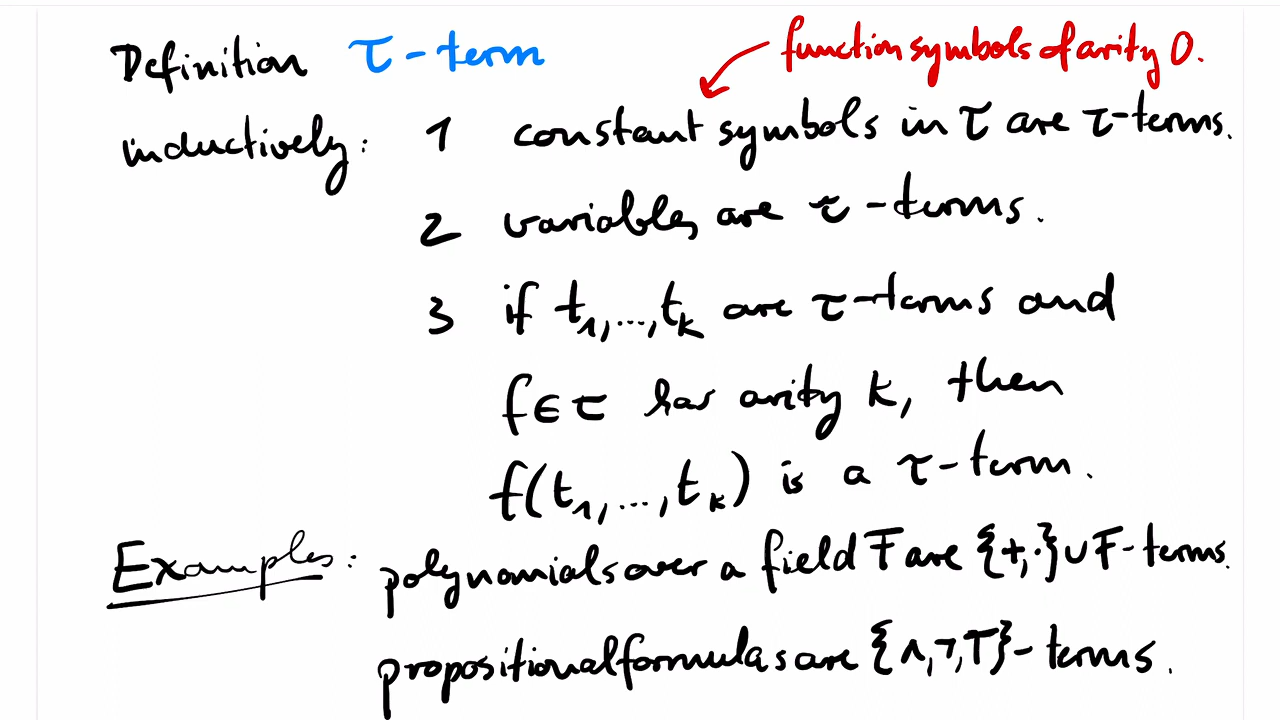 Definition τ-term
function symbols of arity 0.
inductively: 1 constant symbols in τ are τ-terms.
2 variables are τ-terms.
3 if t₁,...,tₖ are τ-terms and
f∈τ has arity k, then
f(t₁,...,tₖ) is a τ-term.
Examples: polynomials over a field F are {+,·}∪F-terms.
propositional formulas are {∧,¬,⊤}-terms.